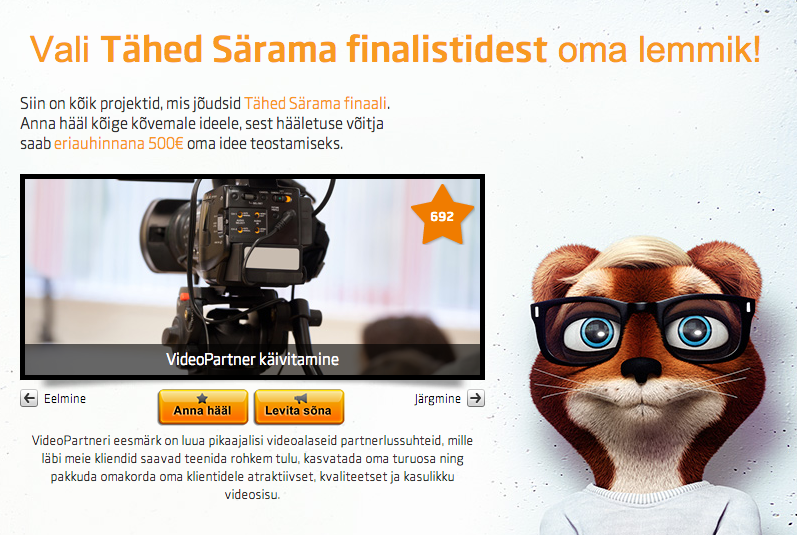 Vali Tähed Särama finalistidest oma lemmik!
Siin on kõik projektid, mis jõudsid Tähed Särama finaali.
Anna hääl kõige kõvemale ideele, sest hääletuse võitja
saab eriauhinnana 500€ oma idee teostamiseks.
692
VideoPartner käivitamine
Eelmine
Anna hääl
Levita sõna
Järgmine
VideoPartneri eesmärk on luua pikaajalisi videoalaseid partnerlussuhteid, mille
läbi meie kliendid saavad teenida rohkem tulu, kasvatada oma turuosa ning
pakkuda omakorda oma klientidele atraktiivset, kvaliteetset ja kasulikku
videosisu.